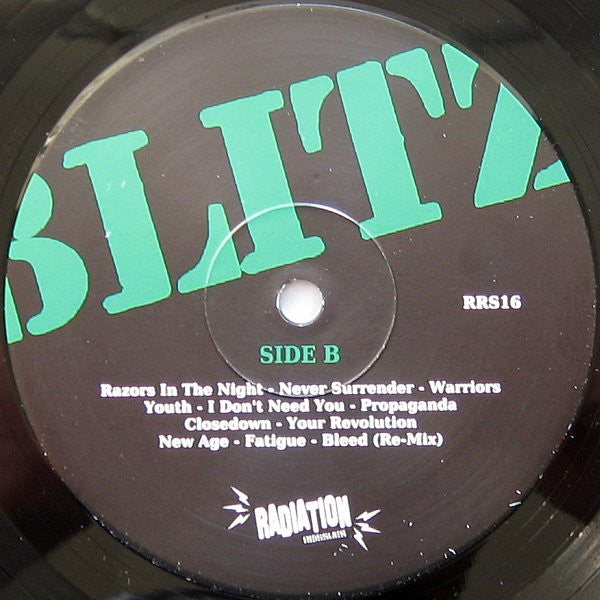 BLITZ
RRS16
SIDE B
Razors In The Night - Never Surrender - Warriors
Youth - I Don't Need You - Propaganda
Closedown - Your Revolution
New Age - Fatigue - Bleed (Re-Mix)
RADIATION